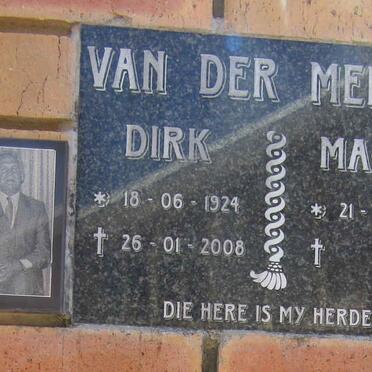 VAN DER ME
DIRK MA
* 18 - 06 - 1924 * 21 -
† 26 - 01 - 2008 †
DIE HERE IS MY HERDE